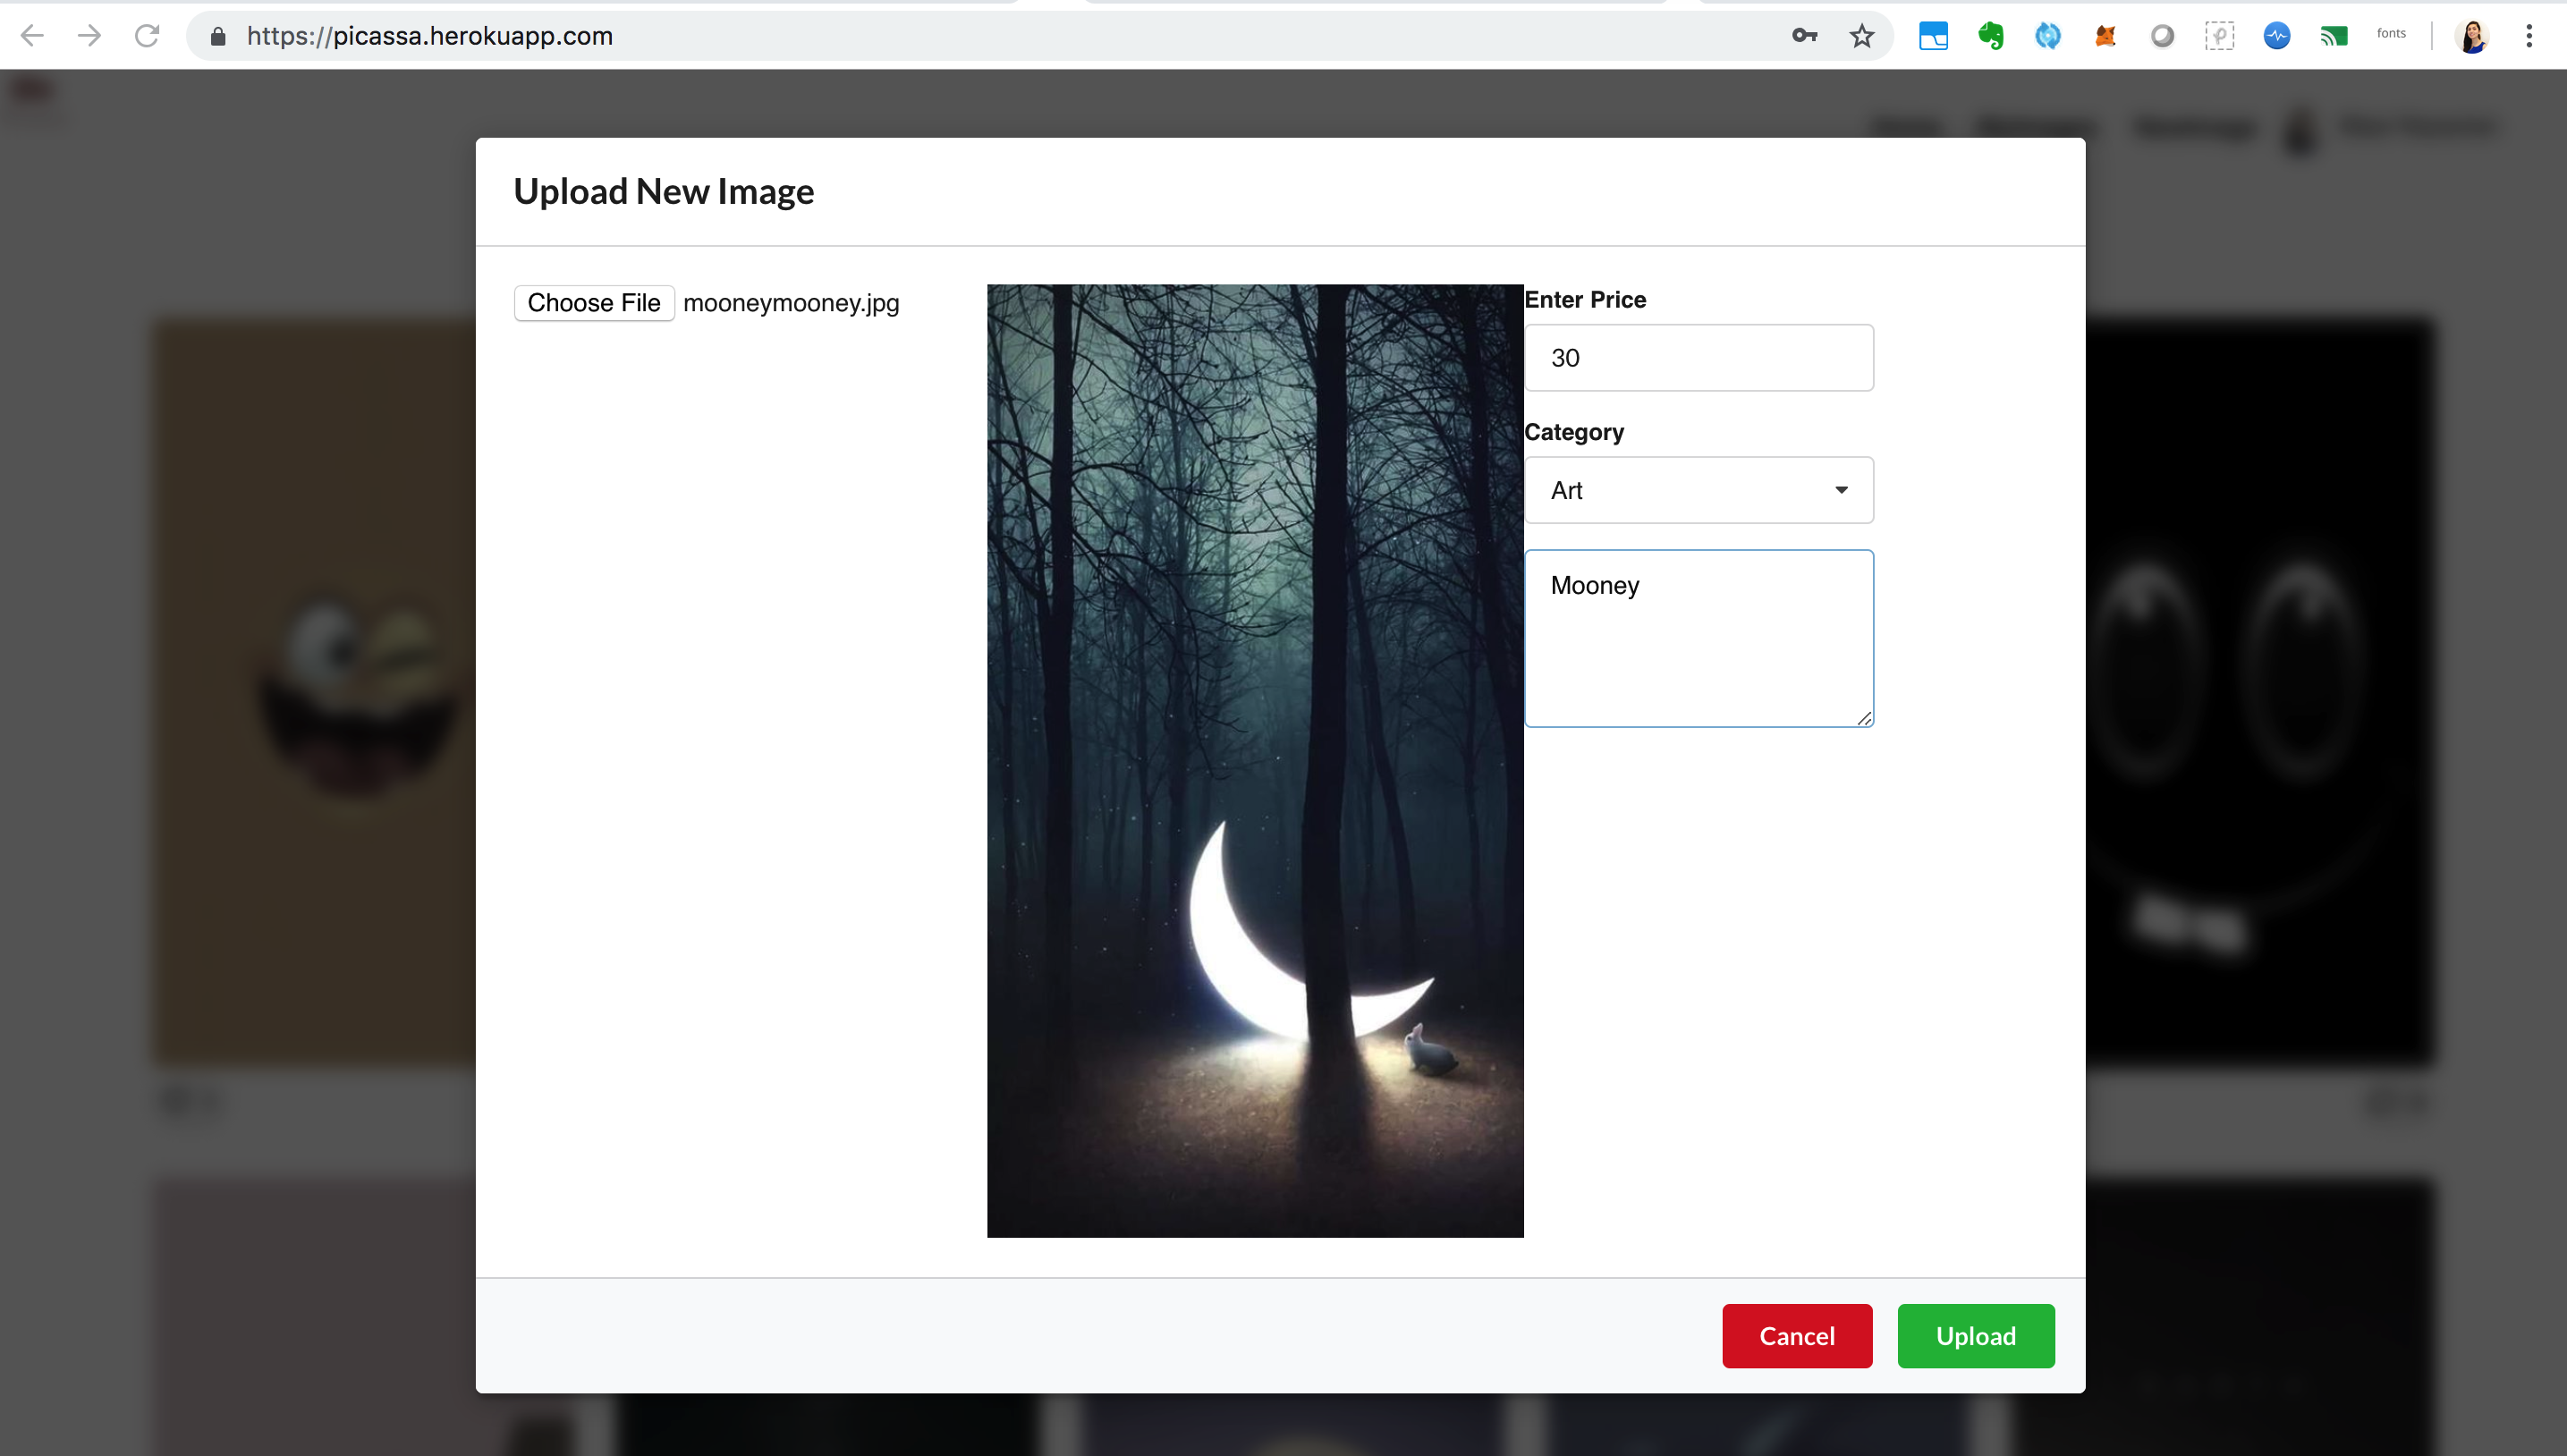 https://picassa.herokuapp.com
fonts
Upload New Image
Choose File mooneymooney.jpg
Enter Price
30
Category
Art
Mooney
Cancel
Upload